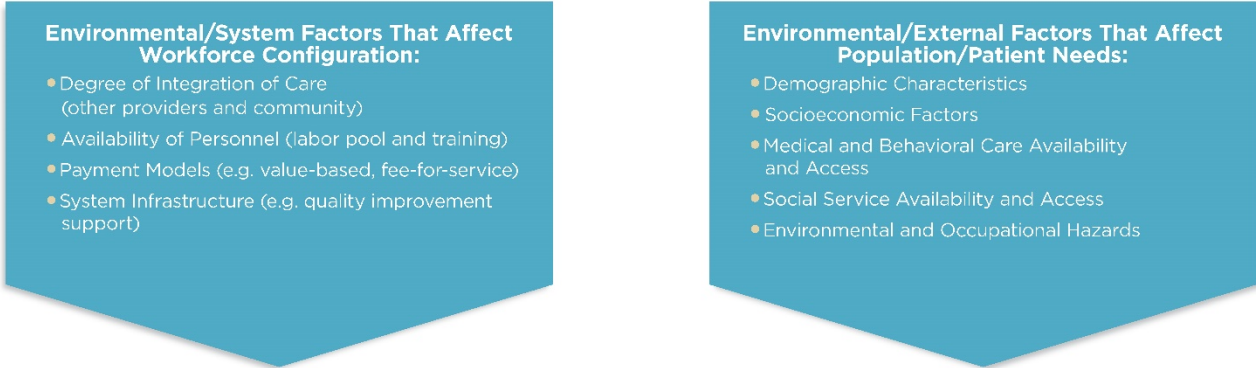 Environmental/System Factors That Affect
Workforce Configuration:
• Degree of Integration of Care
(other providers and community)
• Availability of Personnel (labor pool and training)
• Payment Models (e.g. value-based, fee-for-service)
• System Infrastructure (e.g. quality improvement
support)
Environmental/External Factors That Affect
Population/Patient Needs:
• Demographic Characteristics
• Socioeconomic Factors
• Medical and Behavioral Care Availability
and Access
• Social Service Availability and Access
• Environmental and Occupational Hazards